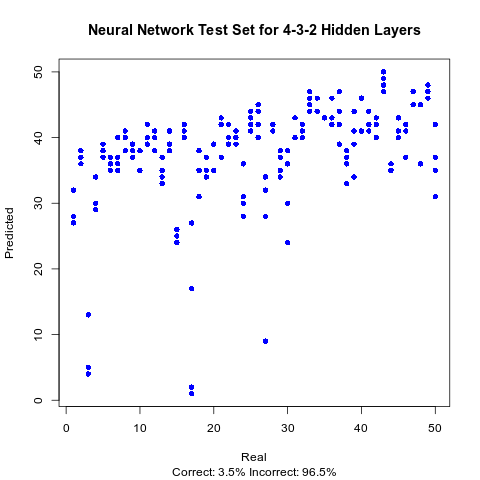 Neural Network Test Set for 4-3-2 Hidden Layers
50
40
30
20
10
0
Predicted
0 10 20 30 40 50
Real
Correct: 3.5% Incorrect: 96.5%